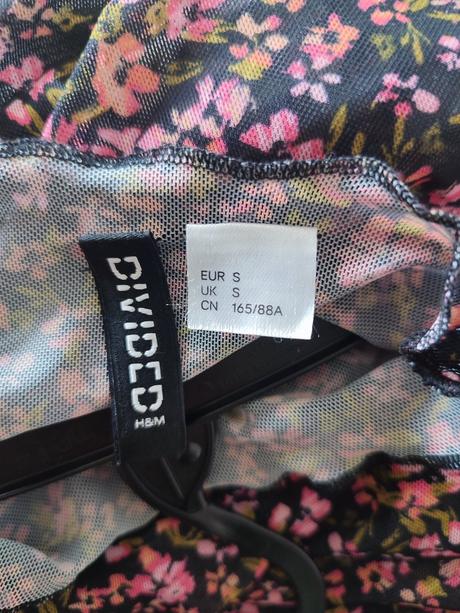 DIVIDED
H&M
EUR S
UK S
CN 165/88A